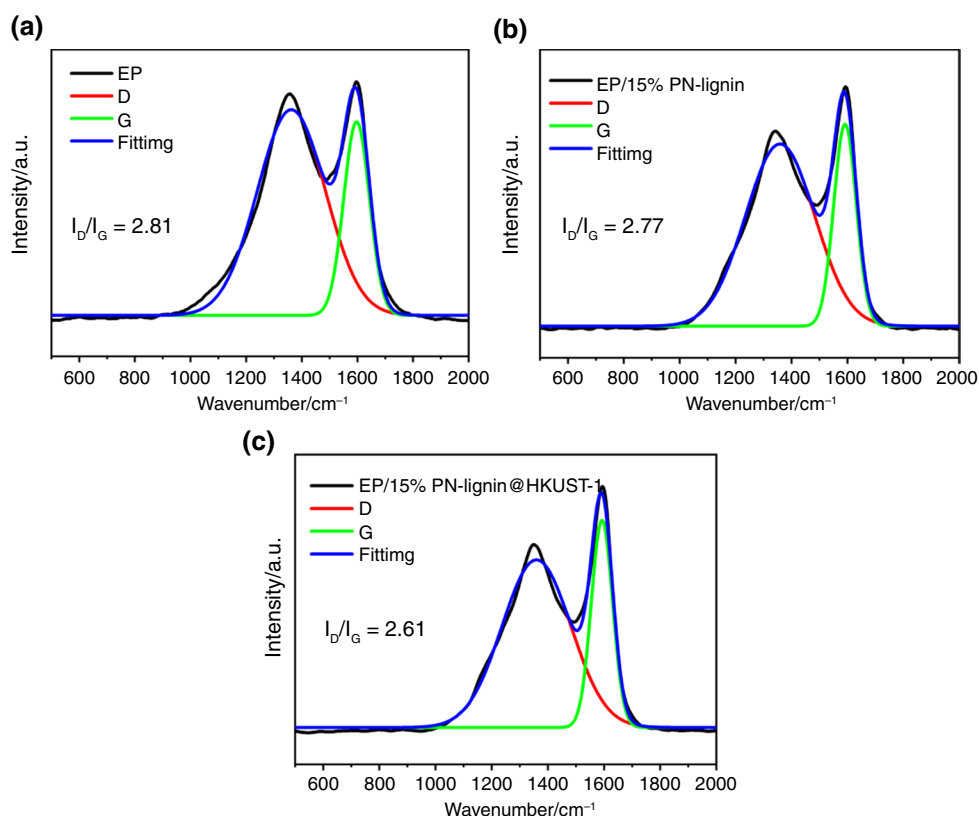 (a)
EP
D
G
Fittimg
I_D/I_G = 2.81
Intensity/a.u.
600 800 1000 1200 1400 1600 1800 2000
Wavenumber/cm⁻¹
(b)
EP/15% PN-lignin
D
G
Fittimg
I_D/I_G = 2.77
Intensity/a.u.
600 800 1000 1200 1400 1600 1800 2000
Wavenumber/cm⁻¹
(c)
EP/15% PN-lignin@HKUST-1
D
G
Fittimg
I_D/I_G = 2.61
Intensity/a.u.
600 800 1000 1200 1400 1600 1800 2000
Wavenumber/cm⁻¹